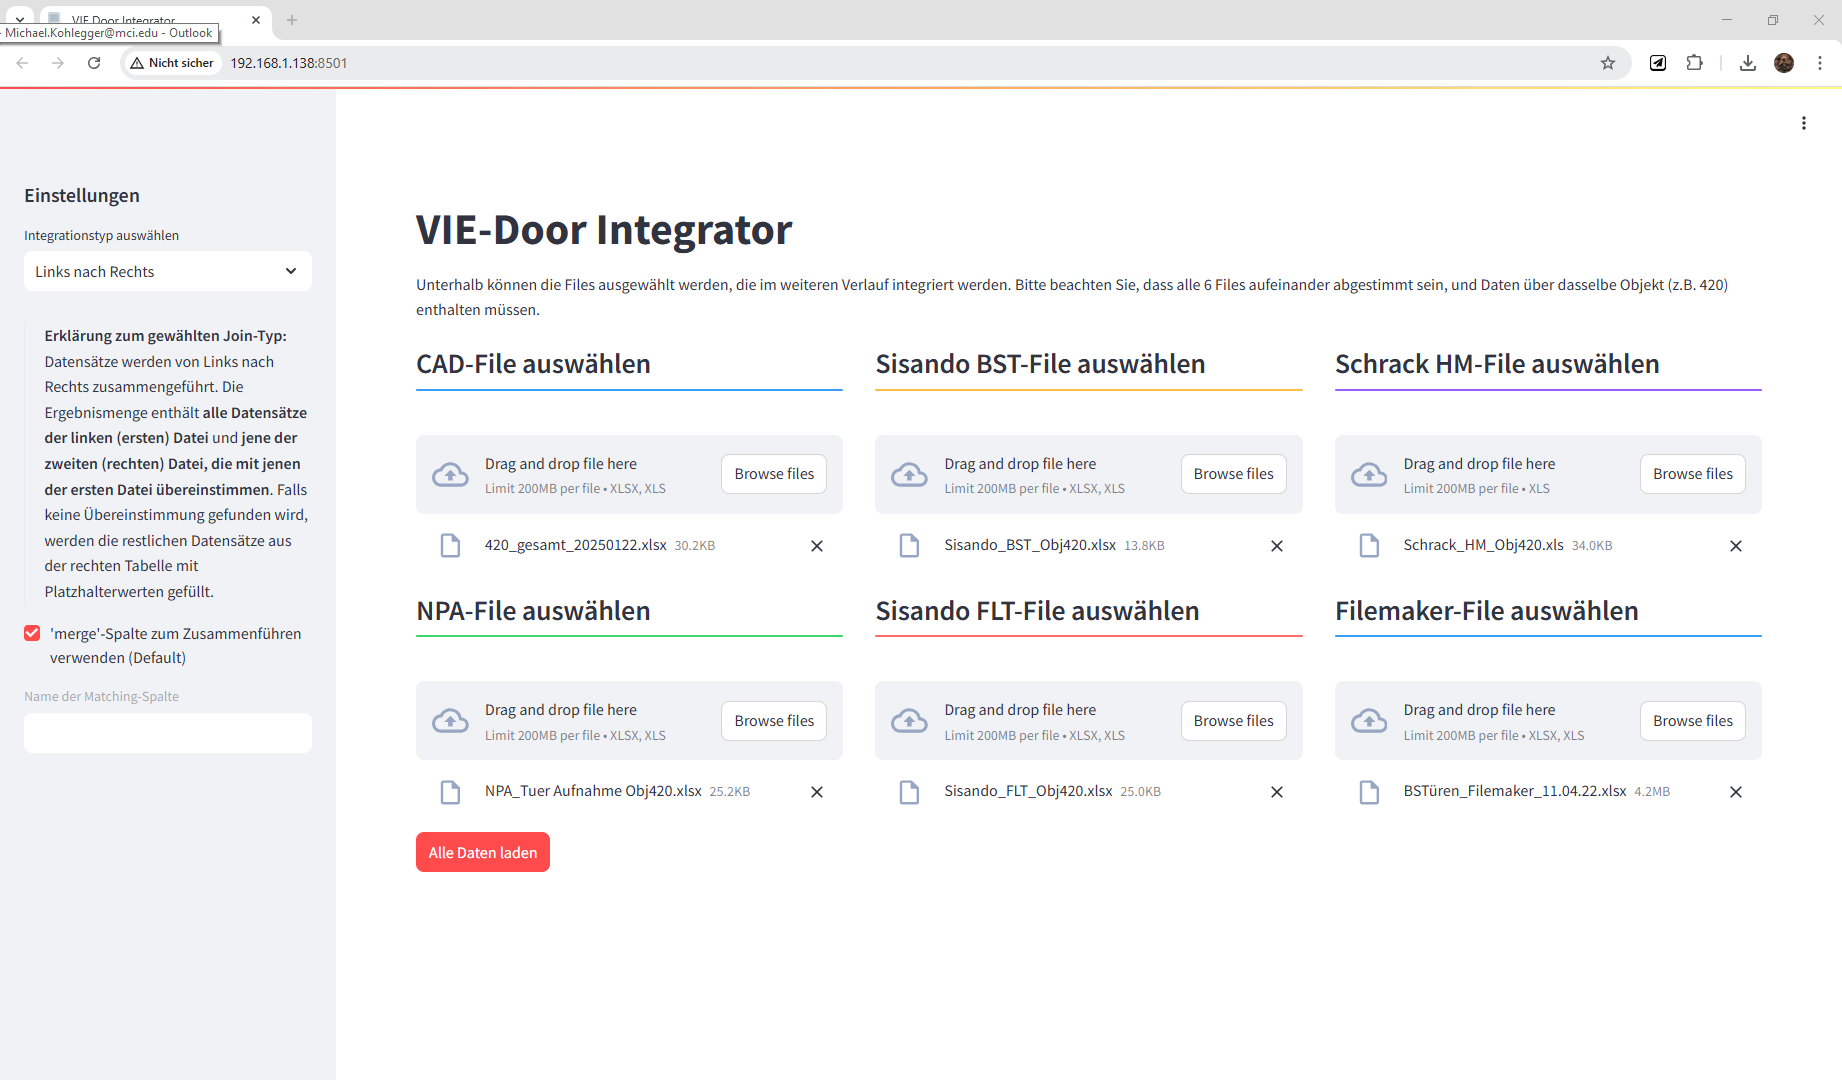 VIE Door Integrator
- Michael.Kohlegger@mci.edu - Outlook
Nicht sicher
192.168.1.138:8501
Einstellungen
Integrationstyp auswählen
Links nach Rechts
Erklärung zum gewählten Join-Typ:
Datensätze werden von Links nach
Rechts zusammengeführt. Die
Ergebnismenge enthält alle Datensätze
der linken (ersten) Datei und jene der
zweiten (rechten) Datei, die mit jenen
der ersten Datei übereinstimmen. Falls
keine Übereinstimmung gefunden wird,
werden die restlichen Datensätze aus
der rechten Tabelle mit
Platzhalterwerten gefüllt.
'merge'-Spalte zum Zusammenführen
verwenden (Default)
Name der Matching-Spalte
VIE-Door Integrator
Unterhalb können die Files ausgewählt werden, die im weiteren Verlauf integriert werden. Bitte beachten Sie, dass alle 6 Files aufeinander abgestimmt sein, und Daten über dasselbe Objekt (z.B. 420)
enthalten müssen.
CAD-File auswählen
Drag and drop file here
Limit 200MB per file • XLSX, XLS
Browse files
420_gesamt_20250122.xlsx 30.2KB
Sisando BST-File auswählen
Drag and drop file here
Limit 200MB per file • XLSX, XLS
Browse files
Sisando_BST_Obj420.xlsx 13.8KB
Schrack HM-File auswählen
Drag and drop file here
Limit 200MB per file • XLS
Browse files
Schrack_HM_Obj420.xls 34.0KB
NPA-File auswählen
Drag and drop file here
Limit 200MB per file • XLSX, XLS
Browse files
NPA_Tuer Aufnahme Obj420.xlsx 25.2KB
Sisando FLT-File auswählen
Drag and drop file here
Limit 200MB per file • XLSX, XLS
Browse files
Sisando_FLT_Obj420.xlsx 25.0KB
Filemaker-File auswählen
Drag and drop file here
Limit 200MB per file • XLSX, XLS
Browse files
BSTüren_Filemaker_11.04.22.xlsx 4.2MB
Alle Daten laden